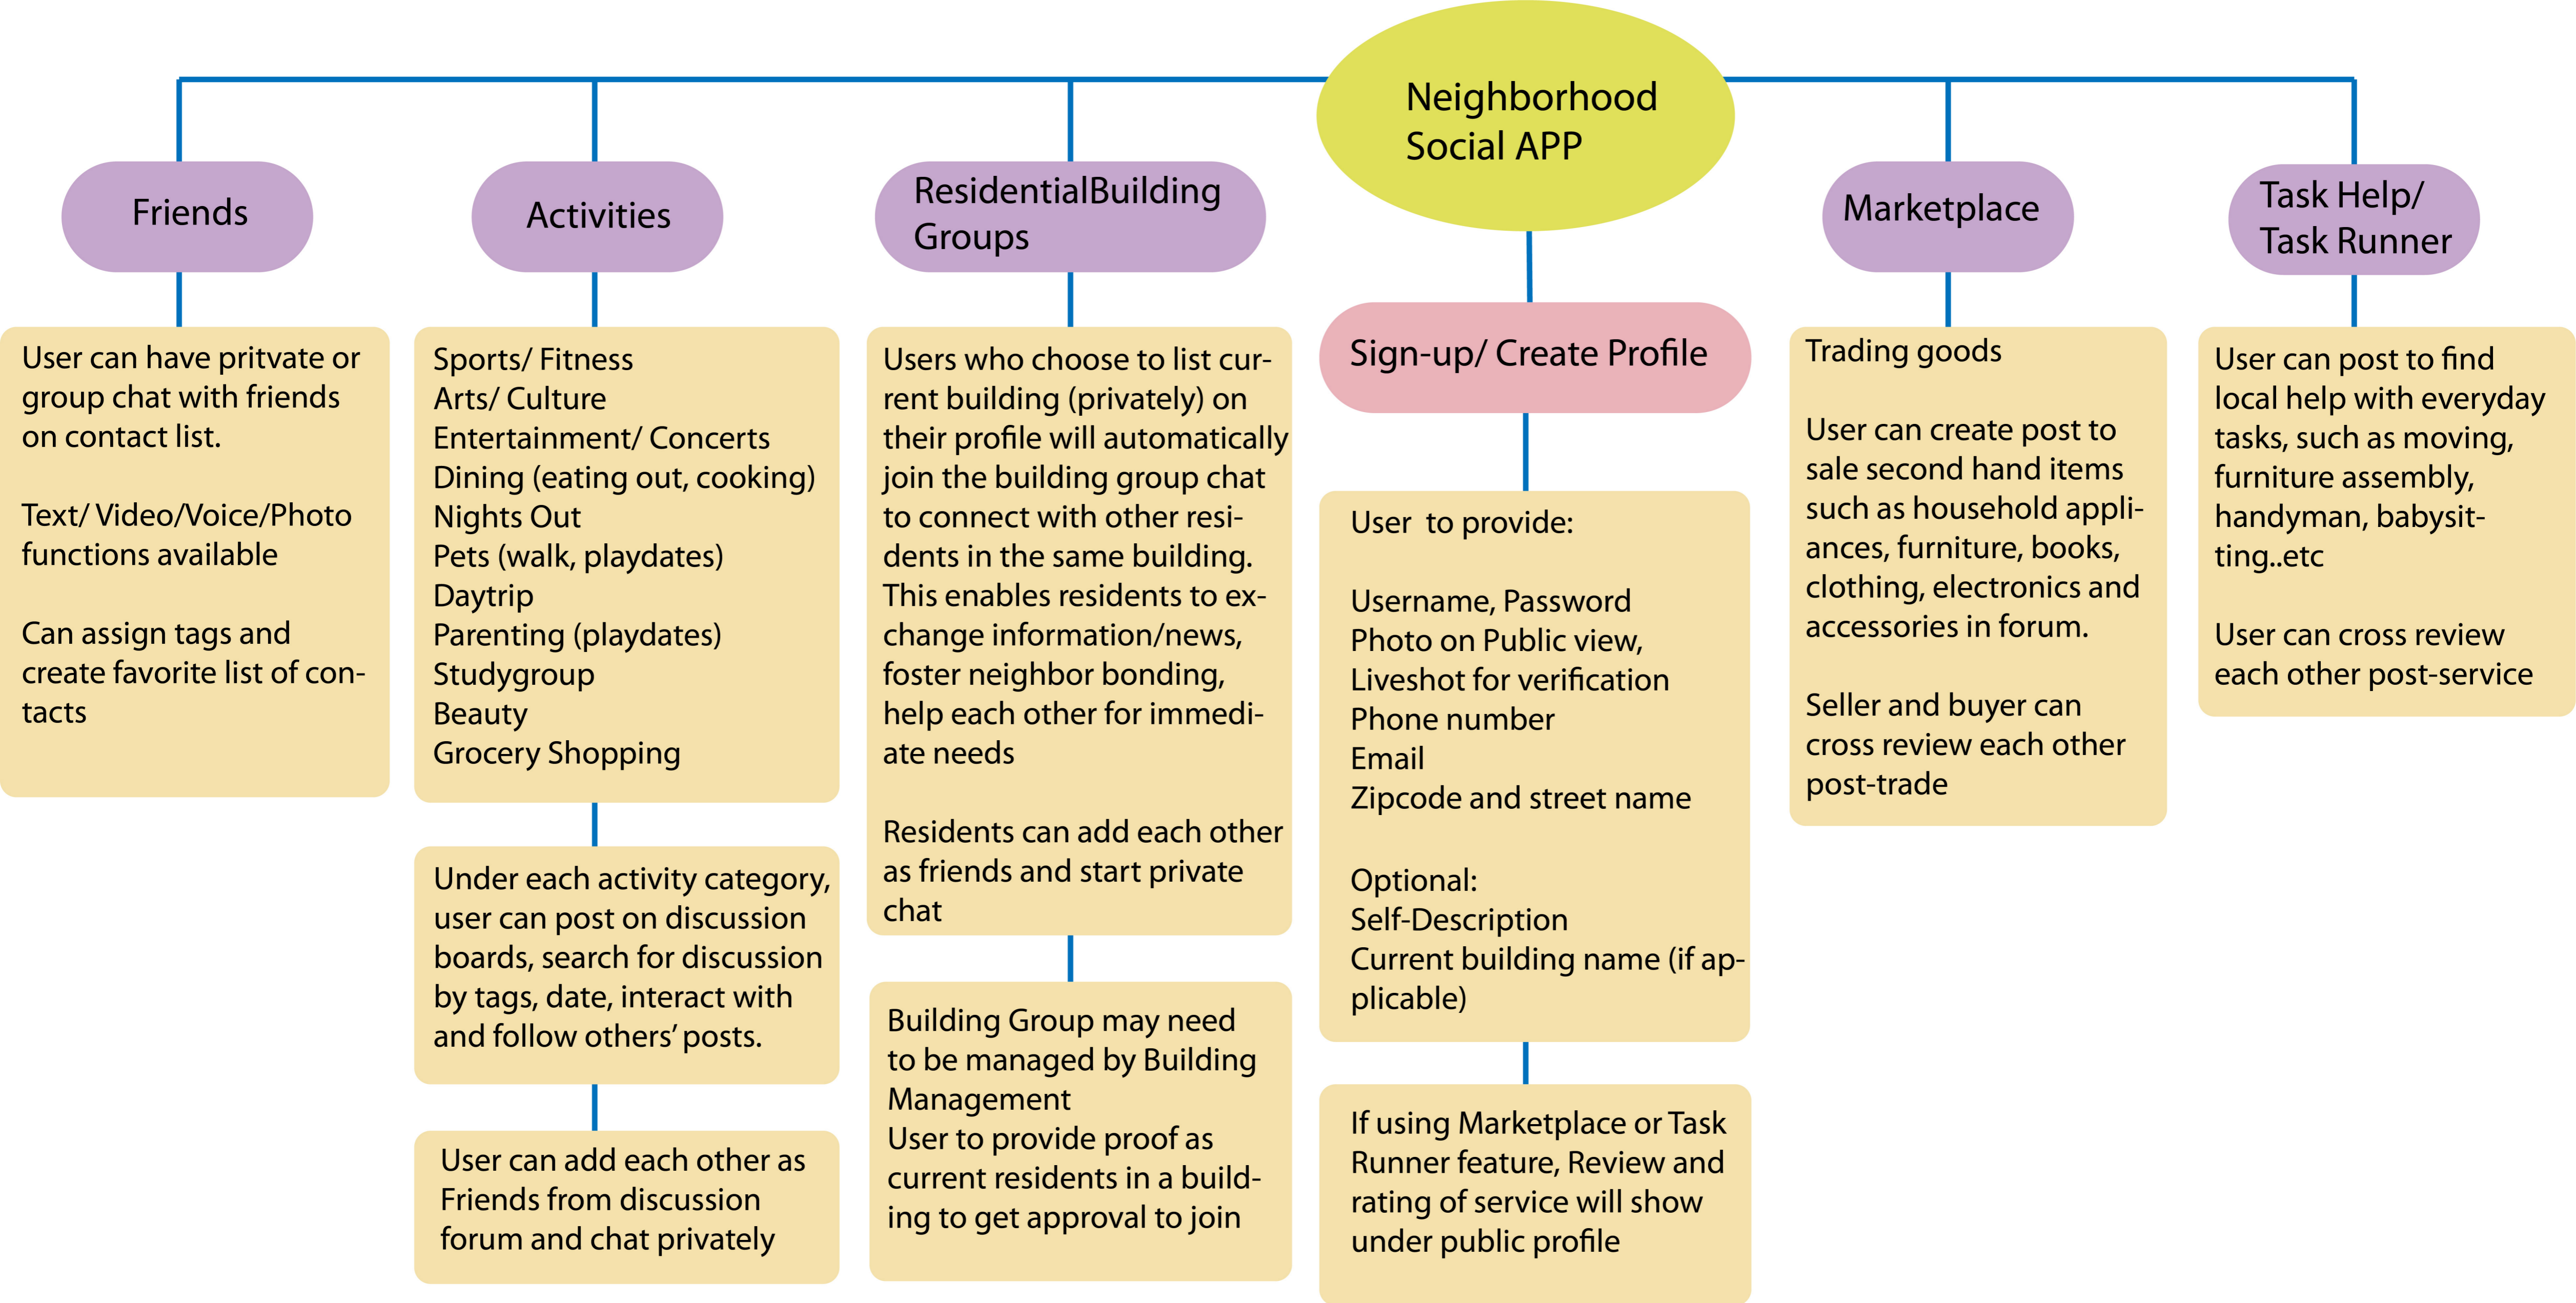 Neighborhood
Social APP
Friends
User can have pritvate or
group chat with friends
on contact list.
Text/ Video/Voice/Photo
functions available
Can assign tags and
create favorite list of con-
tacts
Activities
Sports/ Fitness
Arts/ Culture
Entertainment/ Concerts
Dining (eating out, cooking)
Nights Out
Pets (walk, playdates)
Daytrip
Parenting (playdates)
Studygroup
Beauty
Grocery Shopping
Under each activity category,
user can post on discussion
boards, search for discussion
by tags, date, interact with
and follow others’ posts.
User can add each other as
Friends from discussion
forum and chat privately
ResidentialBuilding
Groups
Users who choose to list cur-
rent building (privately) on
their profile will automatically
join the building group chat
to connect with other resi-
dents in the same building.
This enables residents to ex-
change information/news,
foster neighbor bonding,
help each other for immedi-
ate needs
Residents can add each other
as friends and start private
chat
Building Group may need
to be managed by Building
Management
User to provide proof as
current residents in a build-
ing to get approval to join
Sign-up/ Create Profile
User  to provide:
Username, Password
Photo on Public view,
Liveshot for verification
Phone number
Email
Zipcode and street name
Optional:
Self-Description
Current building name (if ap-
plicable)
If using Marketplace or Task
Runner feature, Review and
rating of service will show
under public profile
Marketplace
Trading goods
User can create post to
sale second hand items
such as household appli-
ances, furniture, books,
clothing, electronics and
accessories in forum.
Seller and buyer can
cross review each other
post-trade
Task Help/
Task Runner
User can post to find
local help with everyday
tasks, such as moving,
furniture assembly,
handyman, babysit-
ting..etc
User can cross review
each other post-service